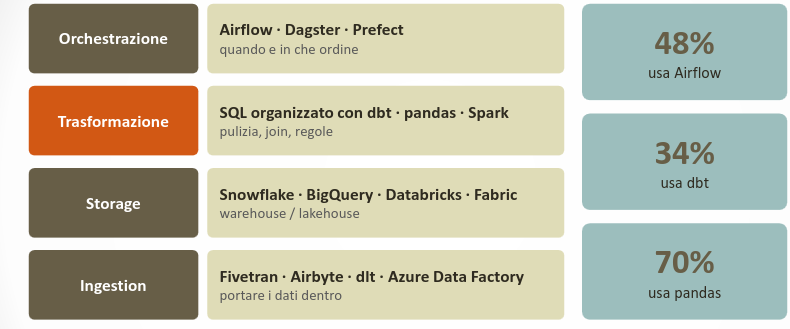 Orchestrazione
Airflow · Dagster · Prefect
quando e in che ordine
Trasformazione
SQL organizzato con dbt · pandas · Spark
pulizia, join, regole
Storage
Snowflake · BigQuery · Databricks · Fabric
warehouse / lakehouse
Ingestion
Fivetran · Airbyte · dlt · Azure Data Factory
portare i dati dentro
48%
usa Airflow
34%
usa dbt
70%
usa pandas